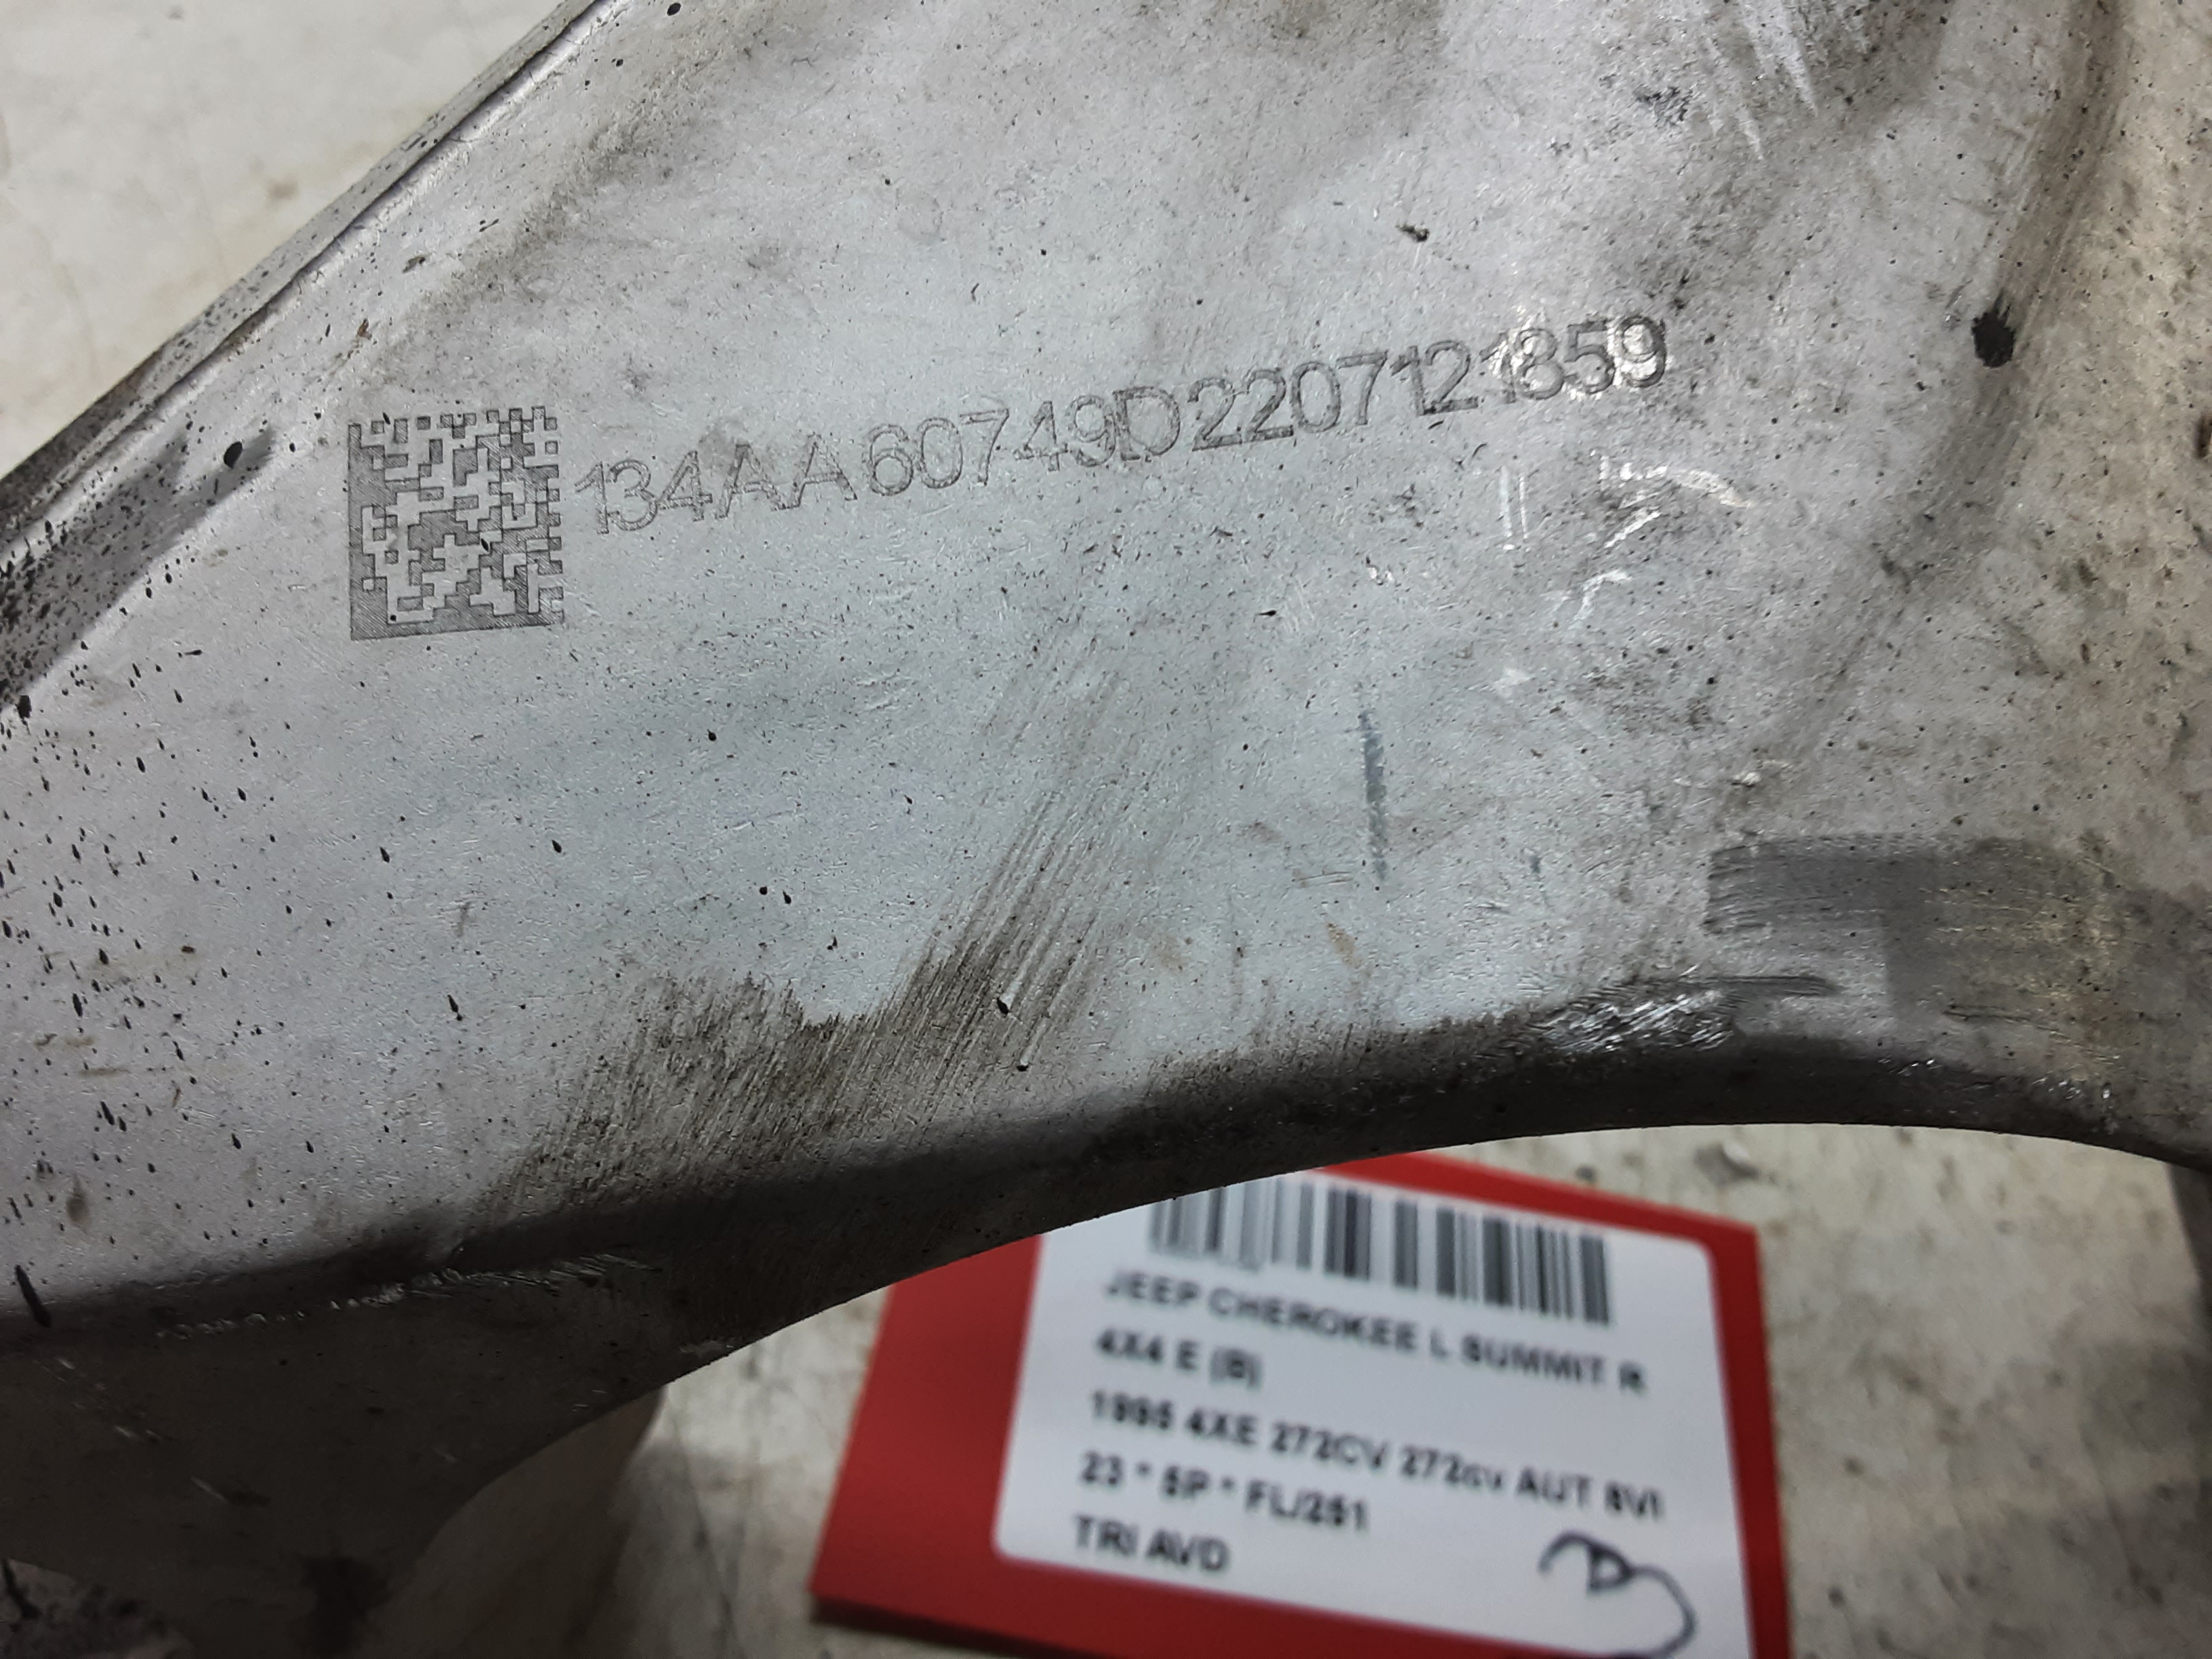 134AA60749D2207121859
JEEP CHEROKEE L SUMMIT R
4X4 E (B)
1995 4XE 272CV 272cv AUT 8VI
23 * 5P * FL/251
TRI AVD